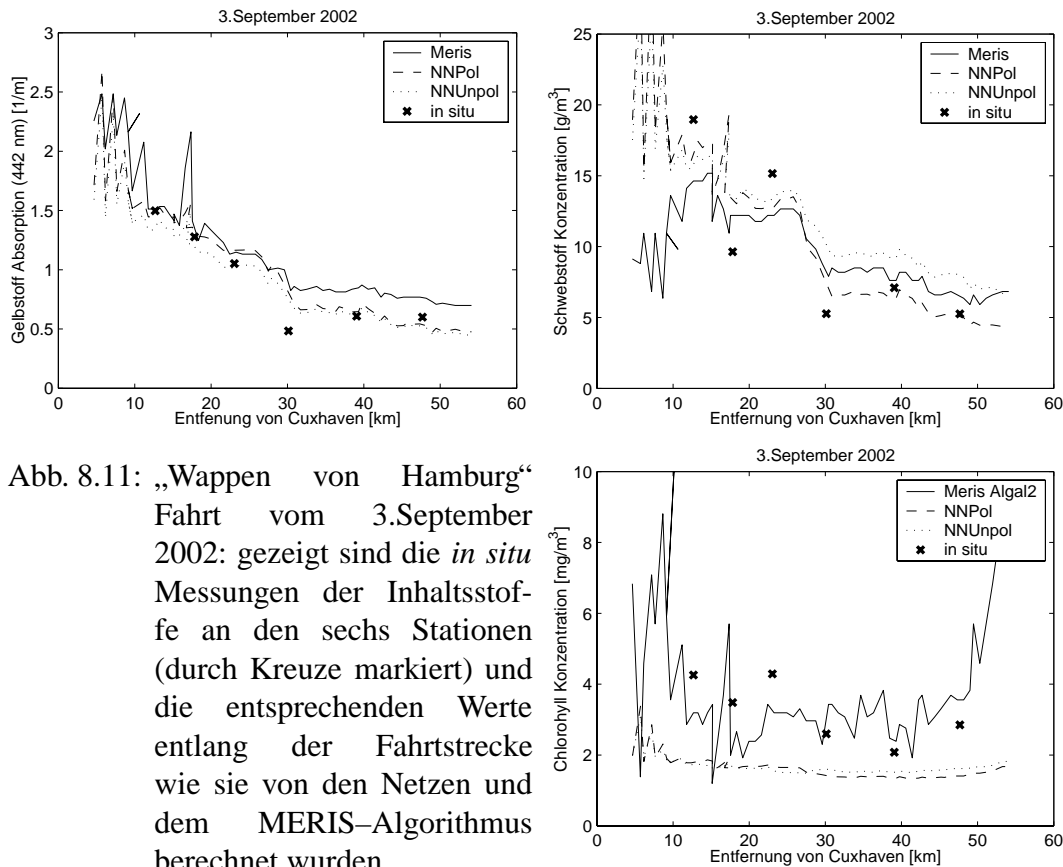 3.September 2002
Gelbstoff Absorption (442 nm) [1/m]
3
2.5
2
1.5
1
0.5
0
Meris
NNPol
NNUnpol
in situ
0 10 20 30 40 50 60
Entfenung von Cuxhaven [km]
3.September 2002
Schwebstoff Konzentration [g/m³]
25
20
15
10
5
0
Meris
NNPol
NNUnpol
in situ
0 10 20 30 40 50 60
Entfernung von Cuxhaven [km]
Abb. 8.11: „Wappen von Hamburg“
Fahrt vom 3.September
2002: gezeigt sind die in situ
Messungen der Inhaltsstof-
fe an den sechs Stationen
(durch Kreuze markiert) und
die entsprechenden Werte
entlang der Fahrtstrecke
wie sie von den Netzen und
dem MERIS–Algorithmus
berechnet wurden
3.September 2002
Chlorohyll Konzentration [mg/m³]
10
8
6
4
2
0
Meris Algal2
NNPol
NNUnpol
in situ
0 10 20 30 40 50 60
Entfernung von Cuxhaven [km]